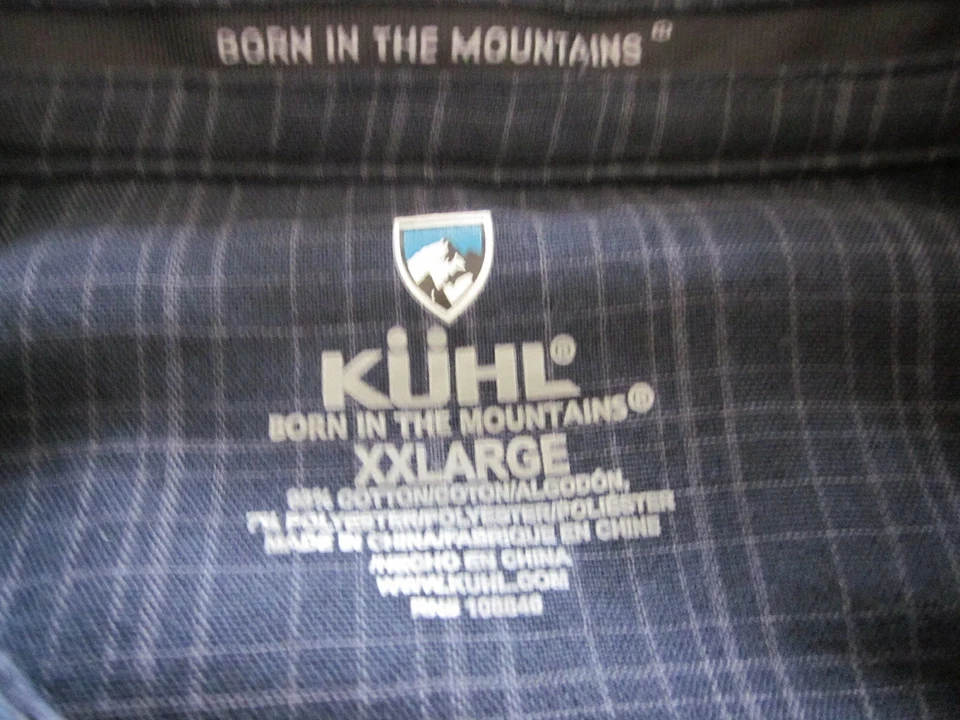 BORN IN THE MOUNTAINS®
KÜHL®
BORN IN THE MOUNTAINS®
XXLARGE
COTTON/COTON/ALGODÓN,
POLYESTER/POLYESTER/POLIÉSTER
MADE IN CHINA/FABRIQUE EN CHINE
/HECHO EN CHINA
WWW.KUHL.COM
RN#